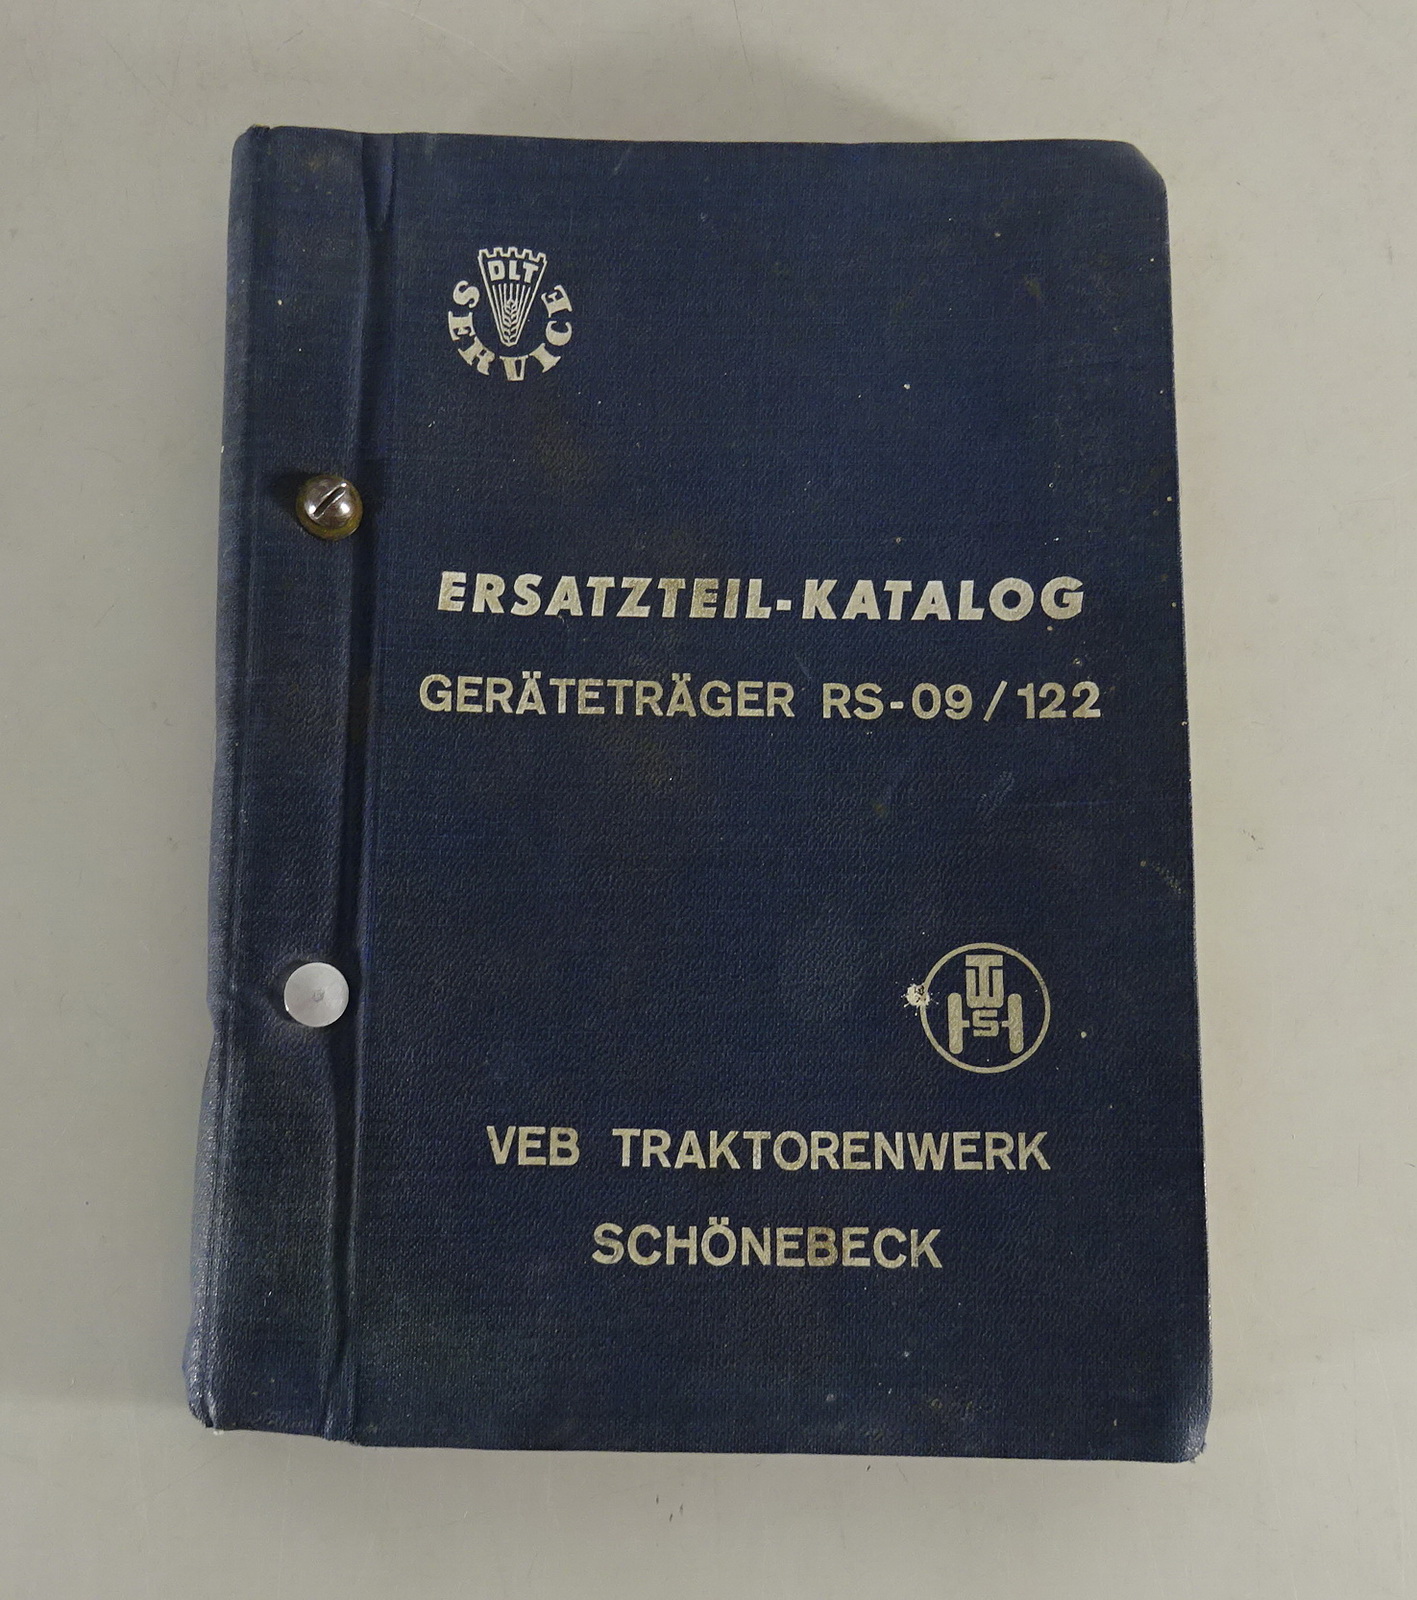 DLT
SERVICE
ERSATZTEIL-KATALOG
GERÄTETRÄGER RS-09/122
TWS
VEB TRAKTORENWERK
SCHÖNEBECK